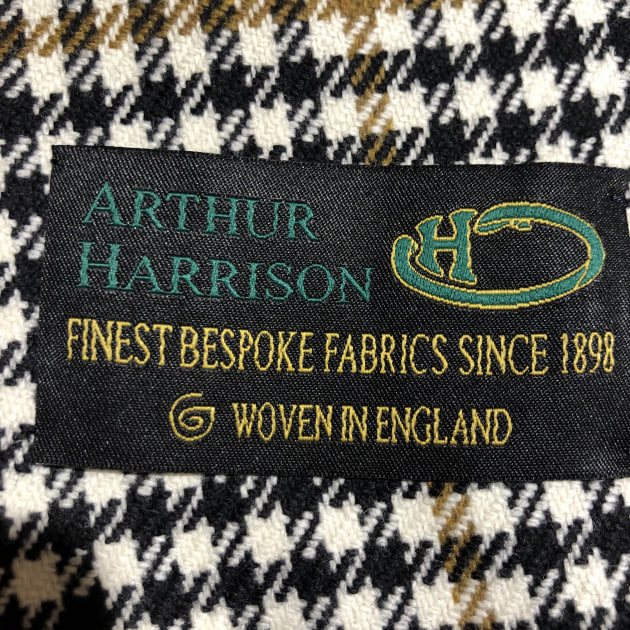 ARTHUR
HARRISON
H
FINEST BESPOKE FABRICS SINCE 1898
WOVEN IN ENGLAND